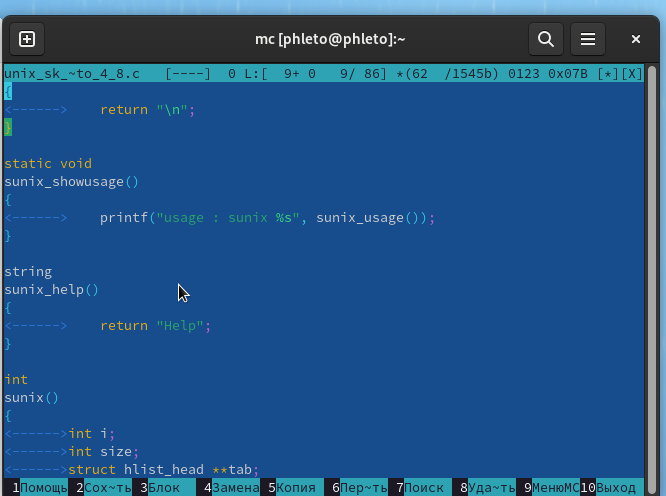 mc [phleto@phleto]:~
unix_sk_~to_4_8.c   [----]  0 L:[  9+ 0   9/ 86] *(62  /1545b) 0123 0x07B [*][X]
{
<------>    return "\n";
}
static void
sunix_showusage()
{
<------>    printf("usage : sunix %s", sunix_usage());
}
string
sunix_help()
{
<------>    return "Help";
}
int
sunix()
{
<------>int i;
<------>int size;
<------>struct hlist_head **tab;
1Помощь 2Сох~ть 3Блок 4Замена 5Копия 6Пер~ть 7Поиск 8Уда~ть 9МенюMC 10Выход